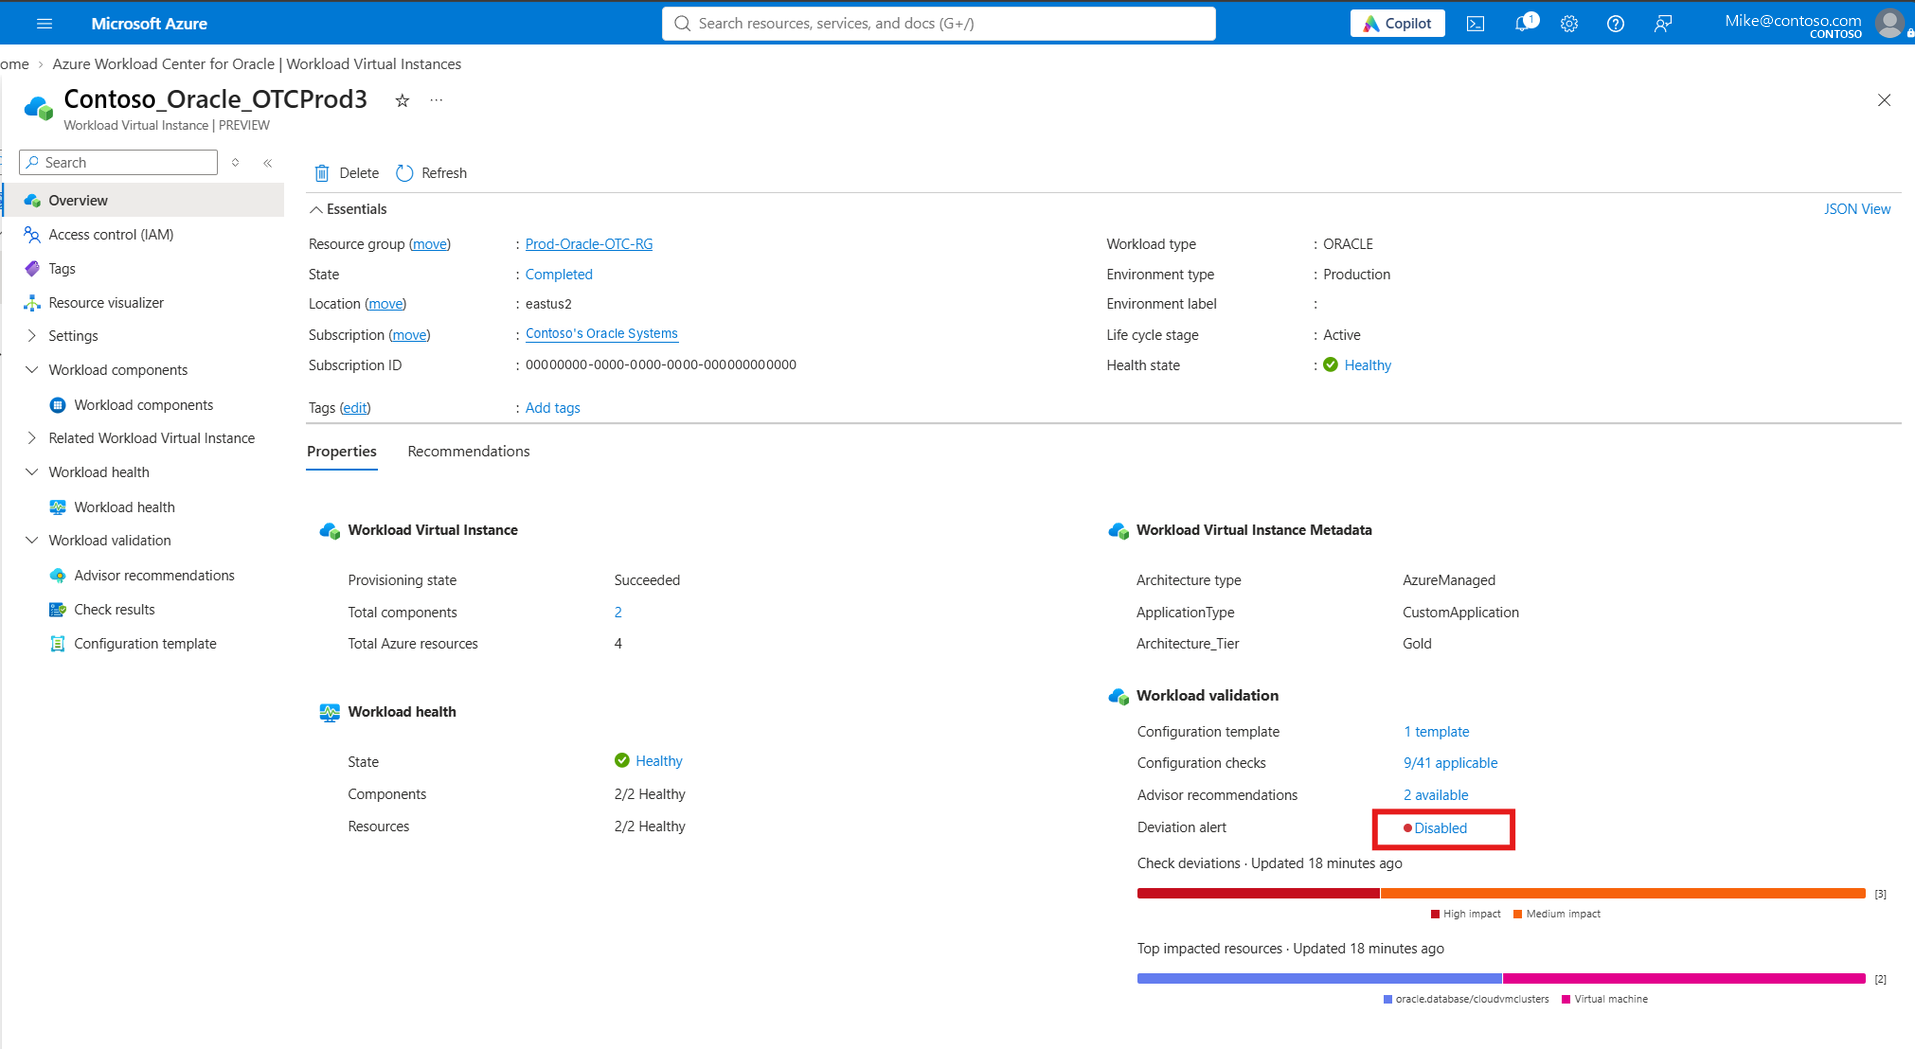 Microsoft Azure
Search resources, services, and docs (G+/)
Copilot
1
Mike@contoso.com
CONTOSO
ome > Azure Workload Center for Oracle | Workload Virtual Instances
Contoso_Oracle_OTCProd3
Workload Virtual Instance | PREVIEW
Search
Overview
Access control (IAM)
Tags
Resource visualizer
Settings
Workload components
Workload components
Related Workload Virtual Instance
Workload health
Workload health
Workload validation
Advisor recommendations
Check results
Configuration template
Delete
Refresh
Essentials
JSON View
Resource group (move) : Prod-Oracle-OTC-RG
State : Completed
Location (move) : eastus2
Subscription (move) : Contoso's Oracle Systems
Subscription ID : 00000000-0000-0000-0000-000000000000
Tags (edit) : Add tags
Workload type : ORACLE
Environment type : Production
Environment label :
Life cycle stage : Active
Health state : Healthy
Properties
Recommendations
Workload Virtual Instance
Provisioning state Succeeded
Total components 2
Total Azure resources 4
Workload health
State Healthy
Components 2/2 Healthy
Resources 2/2 Healthy
Workload Virtual Instance Metadata
Architecture type AzureManaged
ApplicationType CustomApplication
Architecture_Tier Gold
Workload validation
Configuration template 1 template
Configuration checks 9/41 applicable
Advisor recommendations 2 available
Deviation alert Disabled
Check deviations · Updated 18 minutes ago
[3]
High impact Medium impact
Top impacted resources · Updated 18 minutes ago
[2]
oracle.database/cloudvmclusters Virtual machine